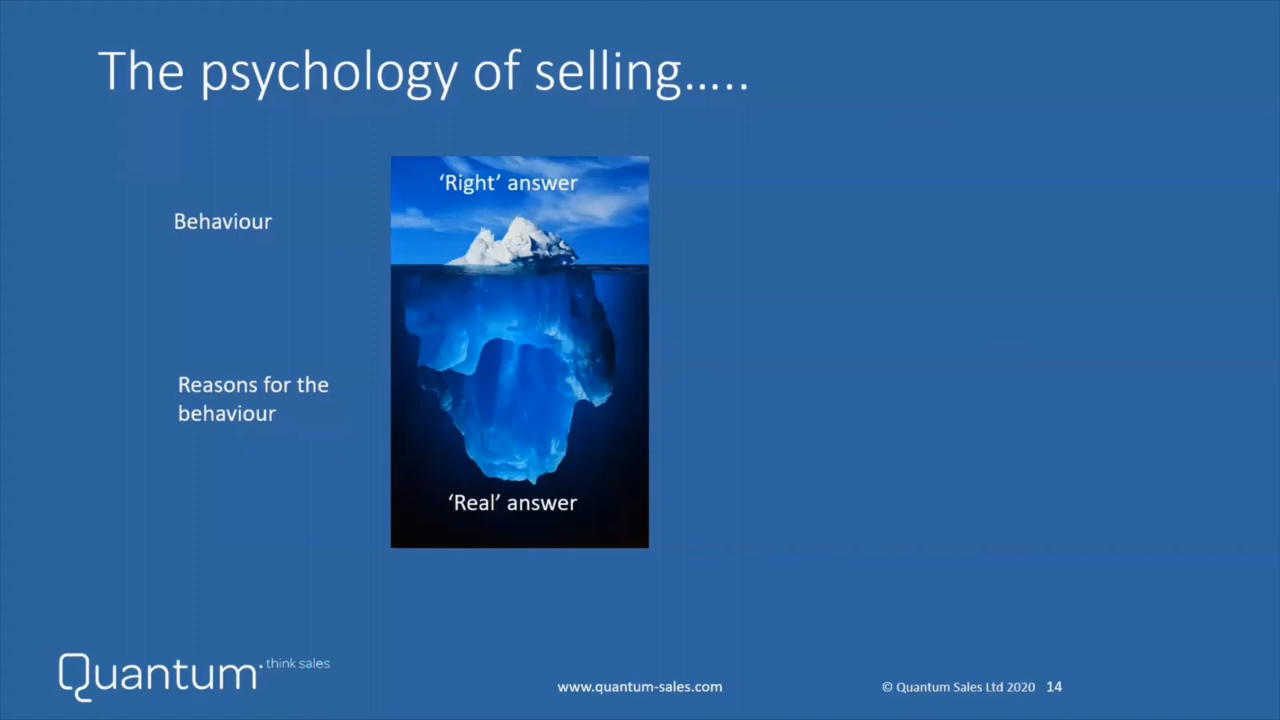 The psychology of selling…..
‘Right’ answer
Behaviour
Reasons for the
behaviour
‘Real’ answer
Quantum think sales
www.quantum-sales.com
© Quantum Sales Ltd 2020 14